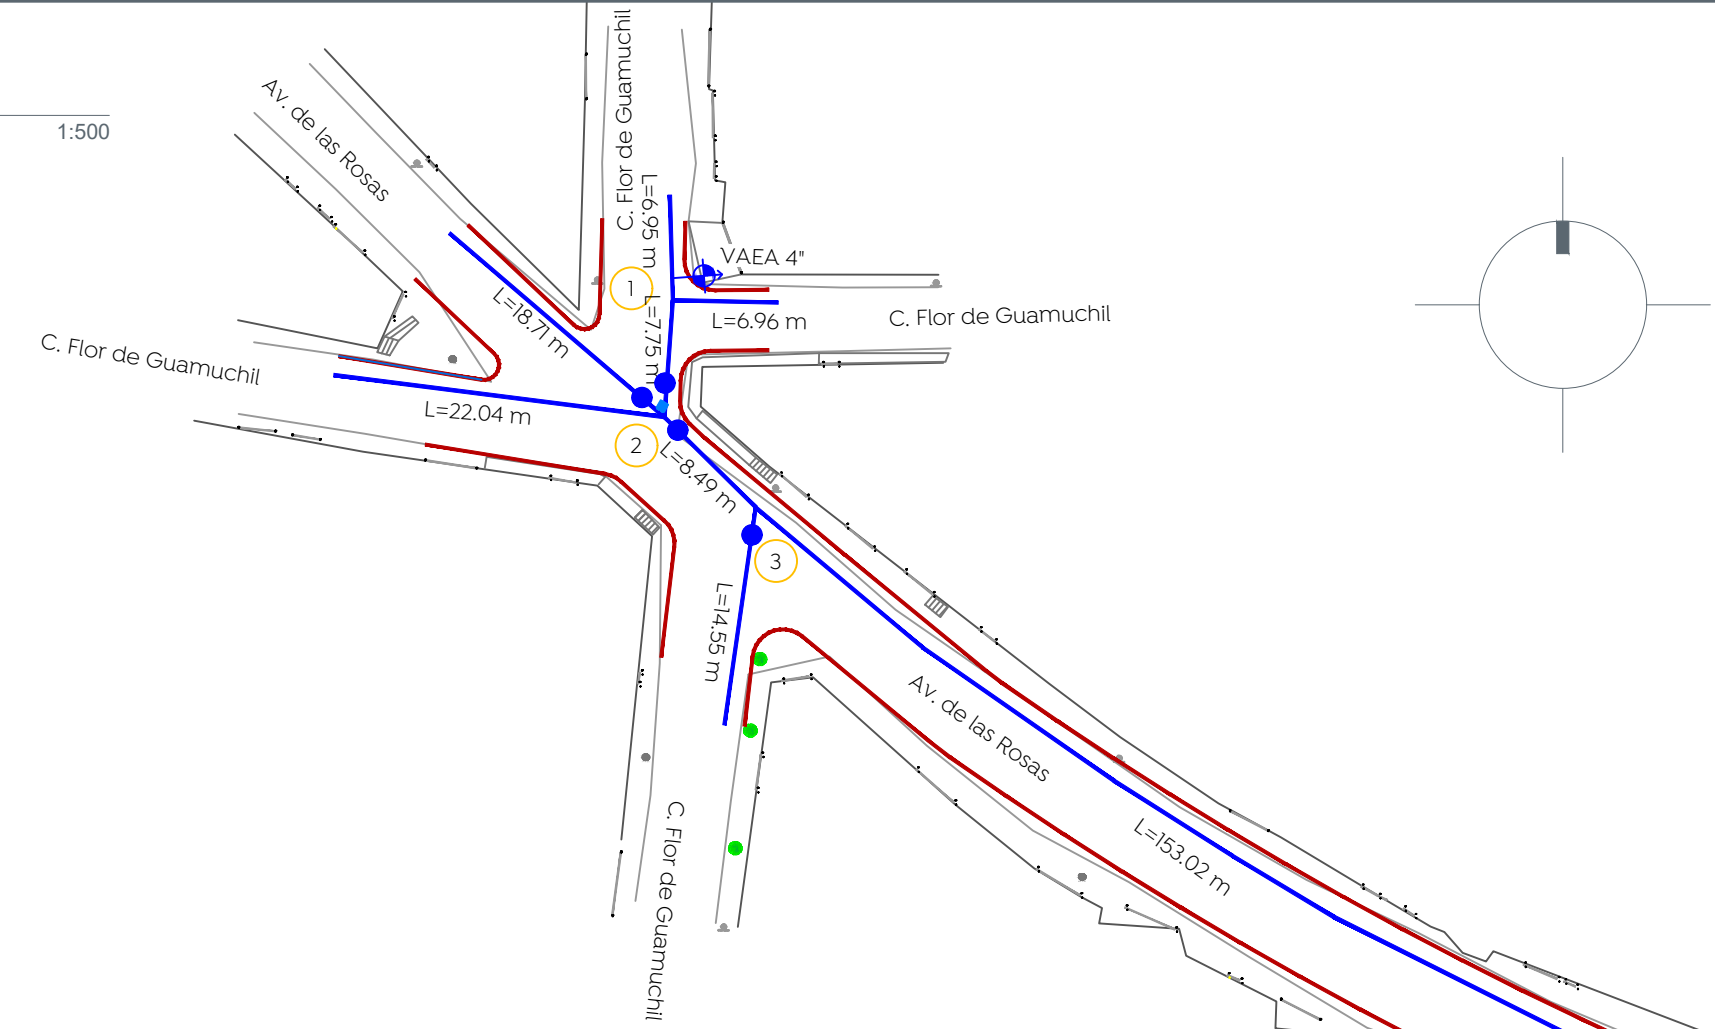 1:500
Av. de las Rosas
C. Flor de Guamuchil
L=6.95 m
VAEA 4"
1
L=18.71 m
L=7.75 m
L=6.96 m
C. Flor de Guamuchil
C. Flor de Guamuchil
L=22.04 m
2
L=8.49 m
3
L=14.55 m
Av. de las Rosas
C. Flor de Guamuchil
L=153.02 m